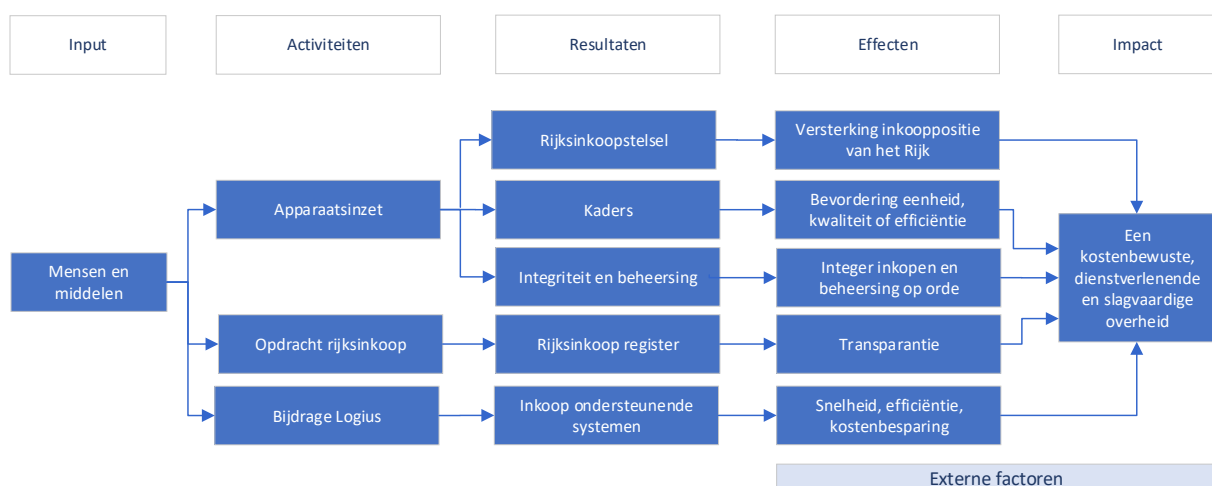 Input
Activiteiten
Resultaten
Effecten
Impact
Rijksinkoopstelsel
Versterking inkooppositie
van het Rijk
Apparaatsinzet
Kaders
Bevordering eenheid,
kwaliteit of efficiëntie
Mensen en
middelen
Integriteit en beheersing
Integer inkopen en
beheersing op orde
Een
kostenbewuste,
dienstverlenende
en slagvaardige
overheid
Opdracht rijksinkoop
Rijksinkoop register
Transparantie
Bijdrage Logius
Inkoop ondersteunende
systemen
Snelheid, efficiëntie,
kostenbesparing
Externe factoren